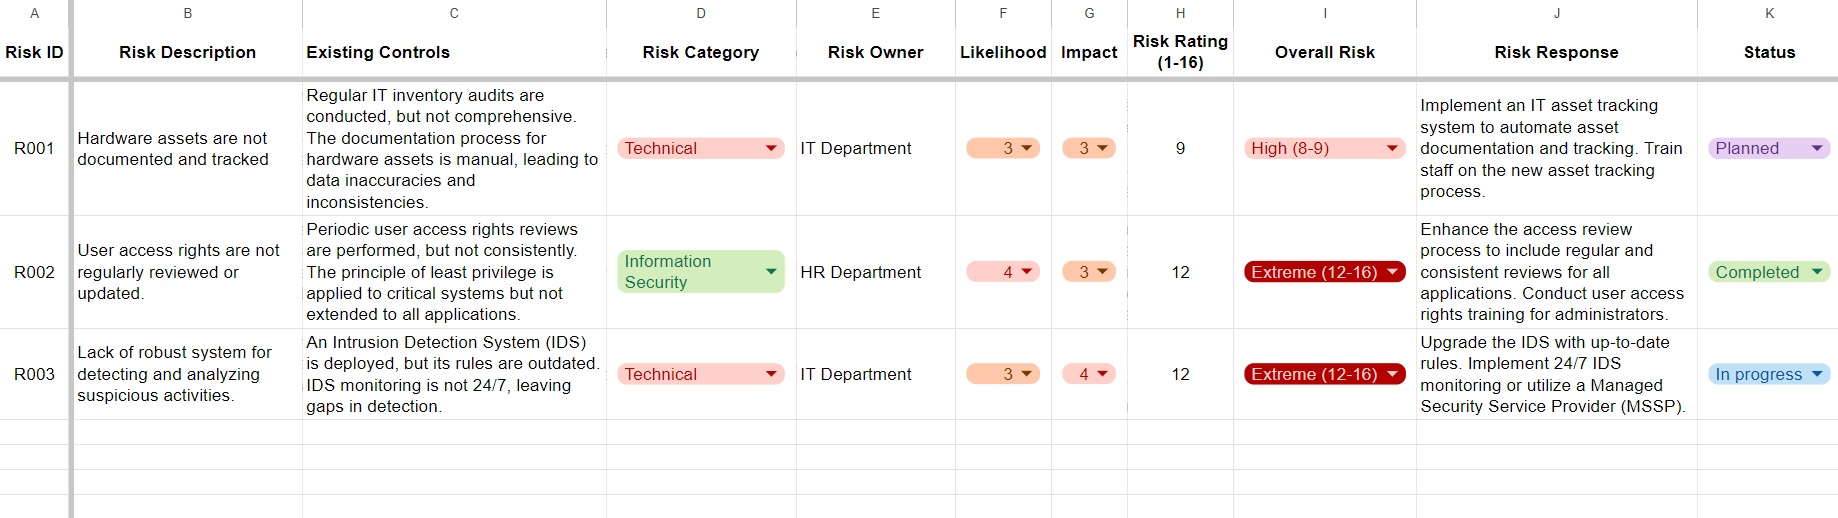 A B C D E F G H I J K
Risk ID Risk Description Existing Controls Risk Category Risk Owner Likelihood Impact Risk Rating (1-16) Overall Risk Risk Response Status
R001
Hardware assets are not
documented and tracked
Regular IT inventory audits are
conducted, but not comprehensive.
The documentation process for
hardware assets is manual, leading to
data inaccuracies and
inconsistencies.
Technical
IT Department
3
3
9
High (8-9)
Implement an IT asset tracking
system to automate asset
documentation and tracking. Train
staff on the new asset tracking
process.
Planned
R002
User access rights are not
regularly reviewed or
updated.
Periodic user access rights reviews
are performed, but not consistently.
The principle of least privilege is
applied to critical systems but not
extended to all applications.
Information
Security
HR Department
4
3
12
Extreme (12-16)
Enhance the access review
process to include regular and
consistent reviews for all
applications. Conduct user access
rights training for administrators.
Completed
R003
Lack of robust system for
detecting and analyzing
suspicious activities.
An Intrusion Detection System (IDS)
is deployed, but its rules are outdated.
IDS monitoring is not 24/7, leaving
gaps in detection.
Technical
IT Department
3
4
12
Extreme (12-16)
Upgrade the IDS with up-to-date
rules. Implement 24/7 IDS
monitoring or utilize a Managed
Security Service Provider (MSSP).
In progress